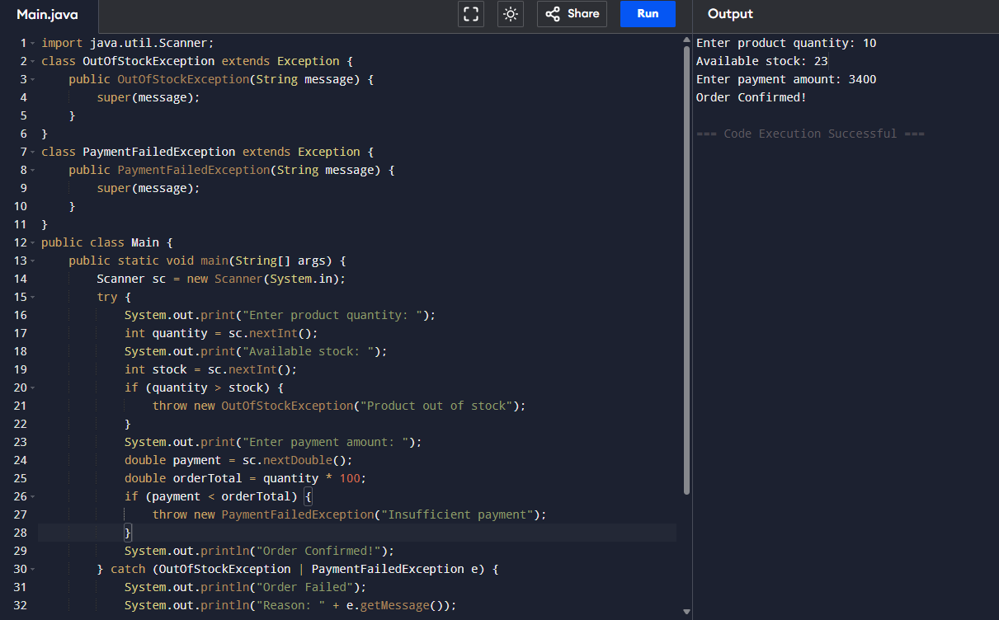 Main.java
Share
Run
Output
1 import java.util.Scanner;
2 class OutOfStockException extends Exception {
3     public OutOfStockException(String message) {
4         super(message);
5     }
6 }
7 class PaymentFailedException extends Exception {
8     public PaymentFailedException(String message) {
9         super(message);
10     }
11 }
12 public class Main {
13     public static void main(String[] args) {
14         Scanner sc = new Scanner(System.in);
15         try {
16             System.out.print("Enter product quantity: ");
17             int quantity = sc.nextInt();
18             System.out.print("Available stock: ");
19             int stock = sc.nextInt();
20             if (quantity > stock) {
21                 throw new OutOfStockException("Product out of stock");
22             }
23             System.out.print("Enter payment amount: ");
24             double payment = sc.nextDouble();
25             double orderTotal = quantity * 100;
26             if (payment < orderTotal) {
27                 throw new PaymentFailedException("Insufficient payment");
28             }
29             System.out.println("Order Confirmed!");
30         } catch (OutOfStockException | PaymentFailedException e) {
31             System.out.println("Order Failed");
32             System.out.println("Reason: " + e.getMessage());
Enter product quantity: 10
Available stock: 23
Enter payment amount: 3400
Order Confirmed!
=== Code Execution Successful ===